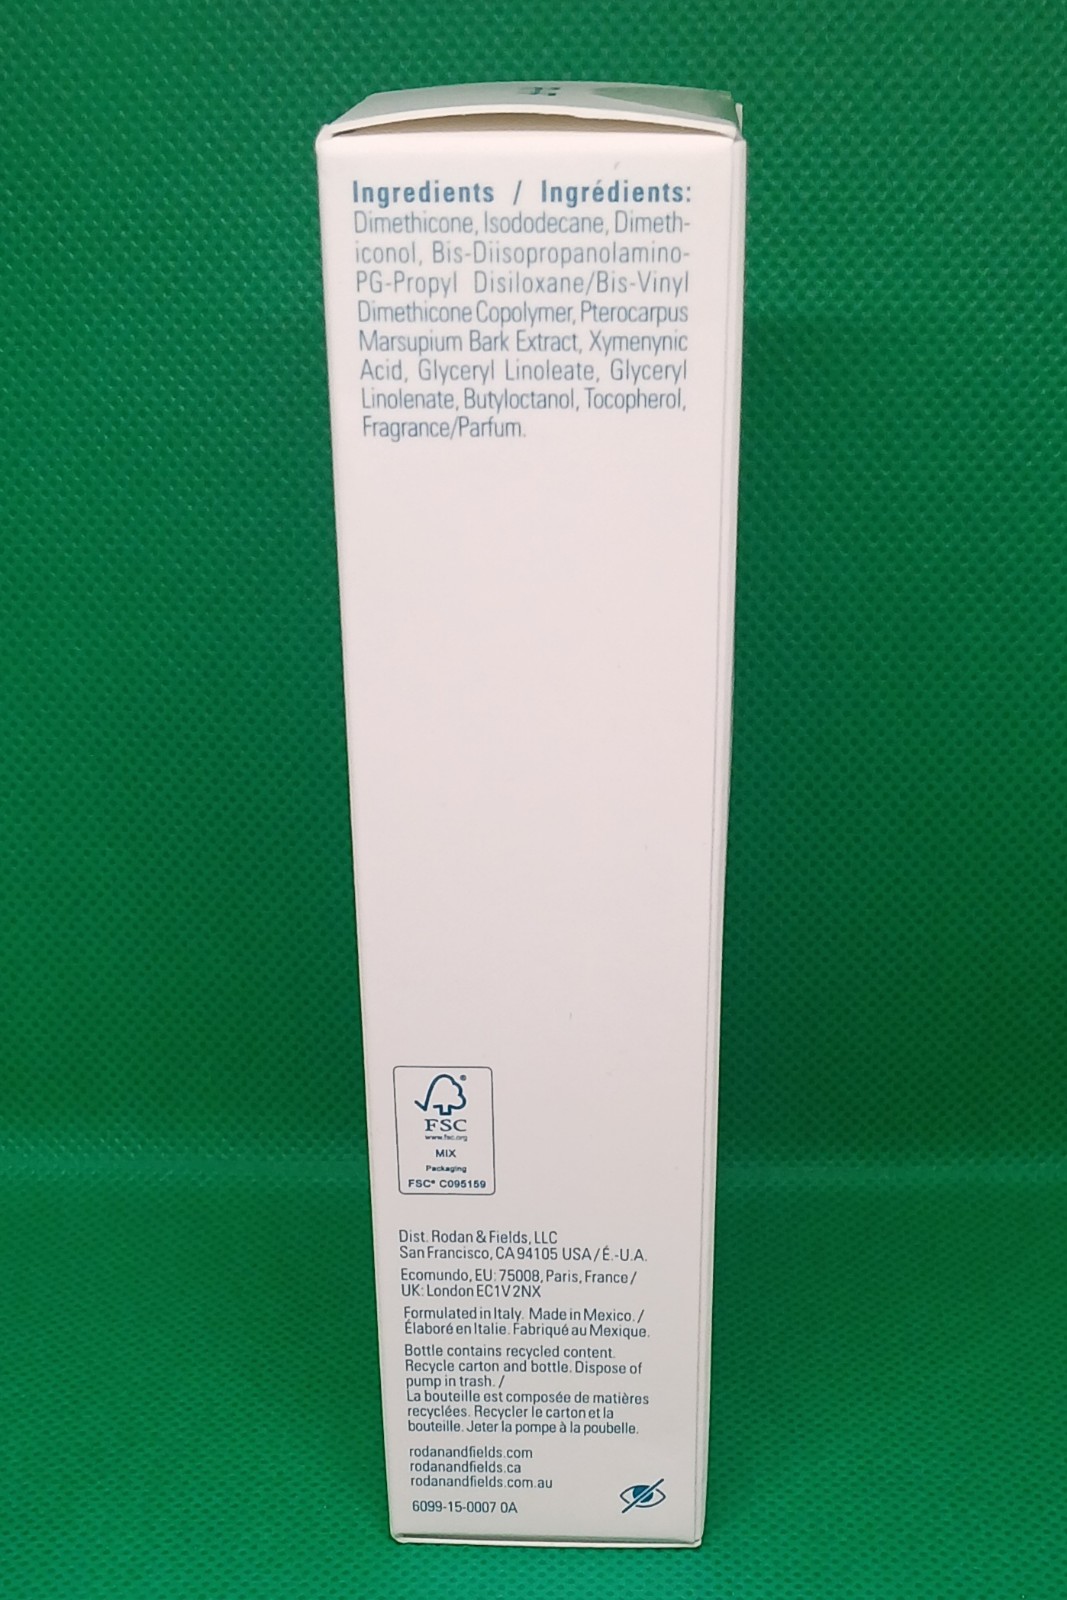 Ingredients / Ingrédients:
Dimethicone, Isododecane, Dimeth-
iconol, Bis-Diisopropanolamino-
PG-Propyl Disiloxane/Bis-Vinyl
Dimethicone Copolymer, Pterocarpus
Marsupium Bark Extract, Xymenynic
Acid, Glyceryl Linoleate, Glyceryl
Linolenate, Butyloctanol, Tocopherol,
Fragrance/Parfum.
FSC
www.fsc.org
MIX
Packaging
FSC® C095159
Dist. Rodan & Fields, LLC
San Francisco, CA 94105 USA / É.-U.A.
Ecomundo, EU: 75008, Paris, France /
UK: London EC1V 2NX
Formulated in Italy. Made in Mexico. /
Élaboré en Italie. Fabriqué au Mexique.
Bottle contains recycled content.
Recycle carton and bottle. Dispose of
pump in trash. /
La bouteille est composée de matières
recyclées. Recycler le carton et la
bouteille. Jeter la pompe à la poubelle.
rodanandfields.com
rodanandfields.ca
rodanandfields.com.au
6099-15-0007 0A